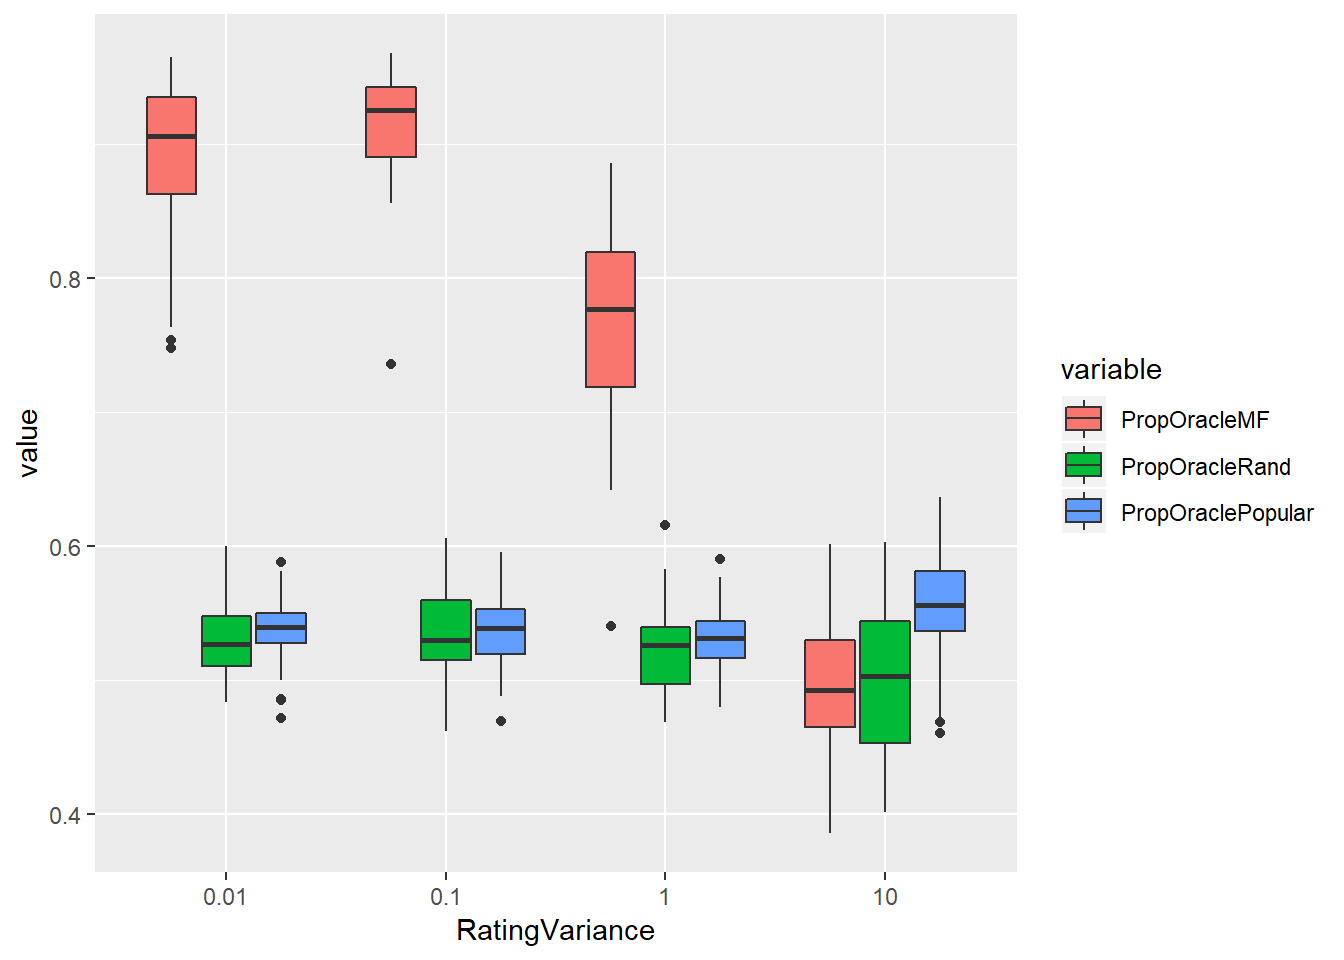 value
0.8
0.6
0.4
0.01
0.1
1
10
RatingVariance
variable
PropOracleMF
PropOracleRand
PropOraclePopular